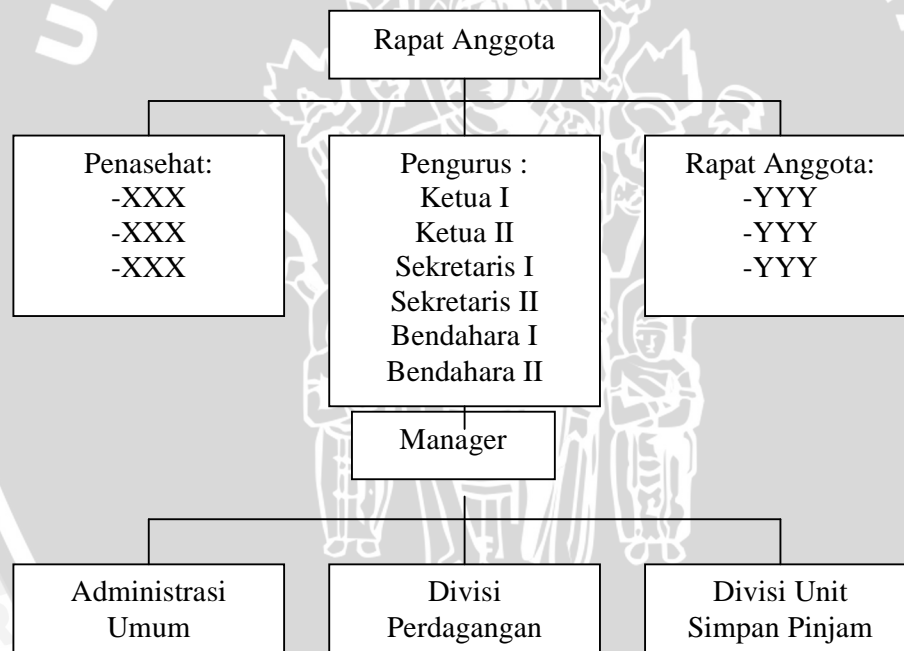 Rapat Anggota
Penasehat:
-XXX
-XXX
-XXX
Pengurus :
Ketua I
Ketua II
Sekretaris I
Sekretaris II
Bendahara I
Bendahara II
Rapat Anggota:
-YYY
-YYY
-YYY
Manager
Administrasi
Umum
Divisi
Perdagangan
Divisi Unit
Simpan Pinjam